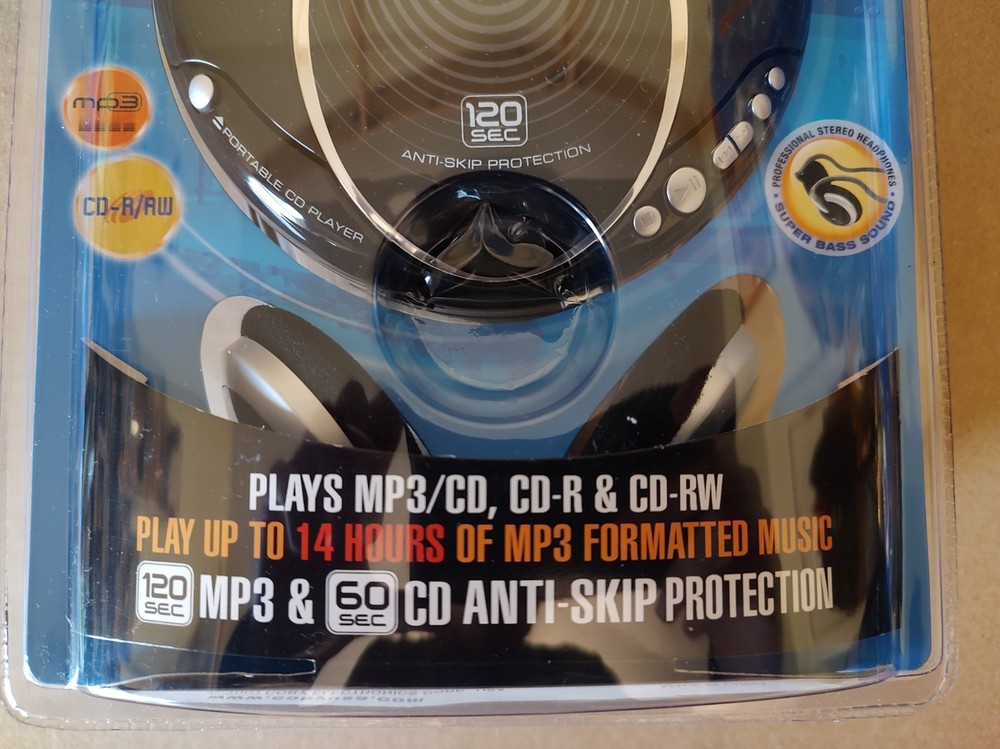 mp3
CD-R/RW
120
SEC
ANTI-SKIP PROTECTION
PORTABLE CD PLAYER
PROFESSIONAL STEREO HEADPHONES
SUPER BASS SOUND
PLAYS MP3/CD, CD-R & CD-RW
PLAY UP TO 14 HOURS OF MP3 FORMATTED MUSIC
120 SEC MP3 & 60 SEC CD ANTI-SKIP PROTECTION